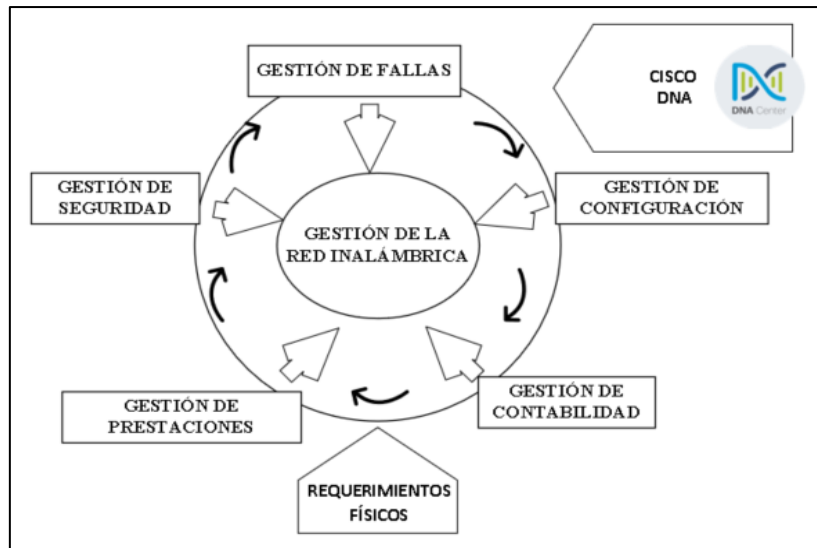 GESTIÓN DE FALLAS
CISCO
DNA
DNA Center
GESTIÓN DE
SEGURIDAD
GESTIÓN DE
CONFIGURACIÓN
GESTIÓN DE LA
RED INALÁMBRICA
GESTIÓN DE
PRESTACIONES
GESTIÓN DE
CONTABILIDAD
REQUERIMIENTOS
FÍSICOS